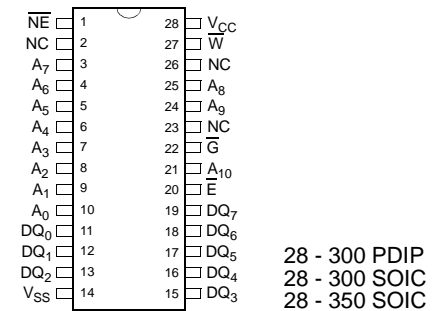 N̅E̅ 1 28 V_CC
NC 2 27 W̅
A₇ 3 26 NC
A₆ 4 25 A₈
A₅ 5 24 A₉
A₄ 6 23 NC
A₃ 7 22 G̅
A₂ 8 21 A₁₀
A₁ 9 20 E̅
A₀ 10 19 DQ₇
DQ₀ 11 18 DQ₆
DQ₁ 12 17 DQ₅
DQ₂ 13 16 DQ₄
V_SS 14 15 DQ₃
28 - 300 PDIP
28 - 300 SOIC
28 - 350 SOIC